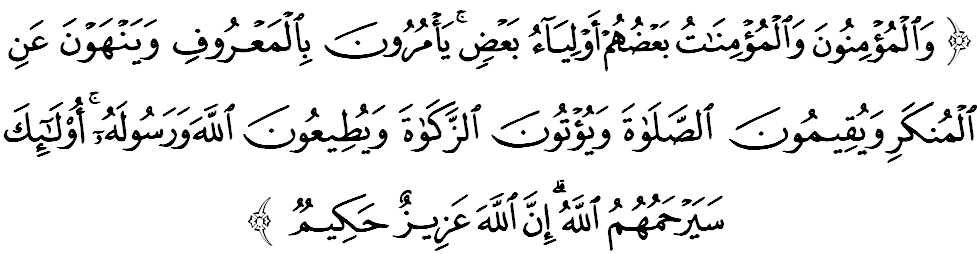 ﴿ وَٱلۡمُؤۡمِنُونَ وَٱلۡمُؤۡمِنَٰتُ بَعۡضُهُمۡ أَوۡلِيَآءُ بَعۡضٖۚ يَأۡمُرُونَ بِٱلۡمَعۡرُوفِ وَيَنۡهَوۡنَ عَنِ
ٱلۡمُنكَرِ وَيُقِيمُونَ ٱلصَّلَوٰةَ وَيُؤۡتُونَ ٱلزَّكَوٰةَ وَيُطِيعُونَ ٱللَّهَ وَرَسُولَهُۥٓۚ أُوْلَٰٓئِكَ
سَيَرۡحَمُهُمُ ٱللَّهُۗ إِنَّ ٱللَّهَ عَزِيزٌ حَكِيمٞ ﴾